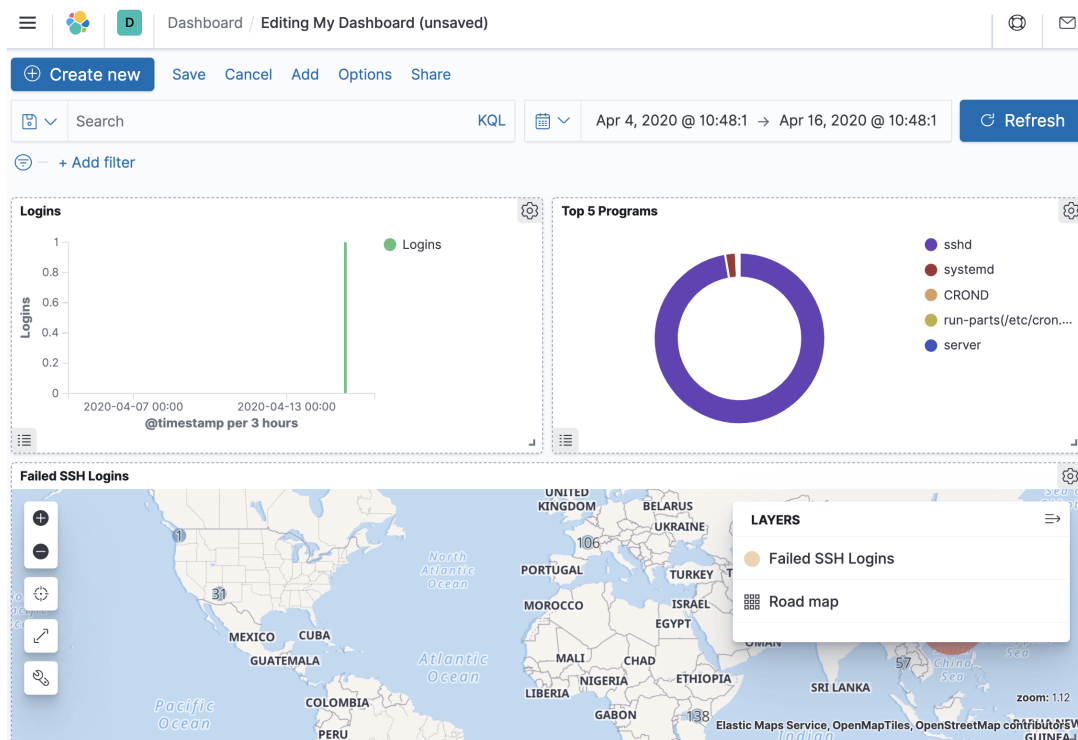 D Dashboard / Editing My Dashboard (unsaved)
Create new Save Cancel Add Options Share
Search KQL Apr 4, 2020 @ 10:48:1 → Apr 16, 2020 @ 10:48:1 Refresh
+ Add filter
Logins
1
0.8
0.6
0.4
0.2
0
Logins
2020-04-07 00:00 2020-04-13 00:00
@timestamp per 3 hours
Logins
Top 5 Programs
sshd
systemd
CROND
run-parts(/etc/cron....
server
Failed SSH Logins
UNITED
KINGDOM
BELARUS
UKRAINE
1
106
North
Atlantic
Ocean
PORTUGAL
TURKEY
31
MOROCCO
ISRAEL
EGYPT
MEXICO
CUBA
GUATEMALA
Atlantic
Ocean
MALI
CHAD
NIGERIA
ETHIOPIA
LIBERIA
COLOMBIA
Pacific
Ocean
GABON
138
PERU
LAYERS
Failed SSH Logins
Road map
OMAN
57
China
Sea
Sea
SRI LANKA
zoom: 1.12
Elastic Maps Service, OpenMapTiles, OpenStreetMap contributors
Indian
GUINEA